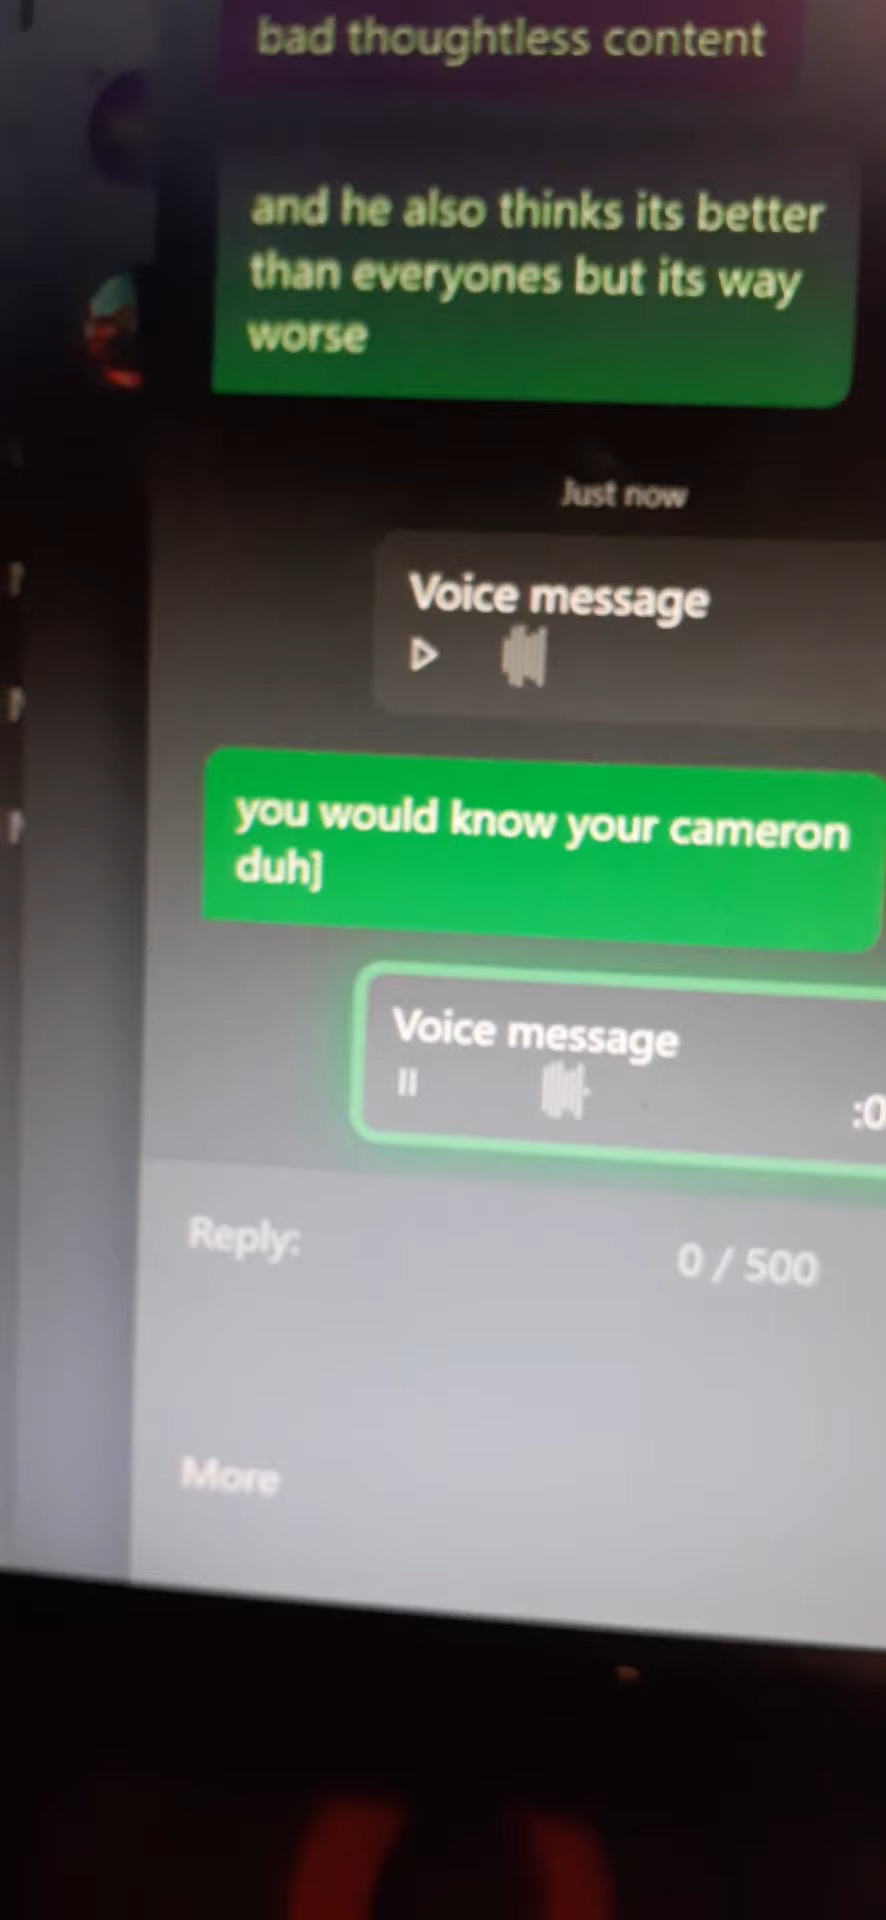 bad thoughtless content
and he also thinks its better
than everyones but its way
worse
Just now
Voice message
you would know your cameron
duh]
Voice message
:0
Reply:
0 / 500
More